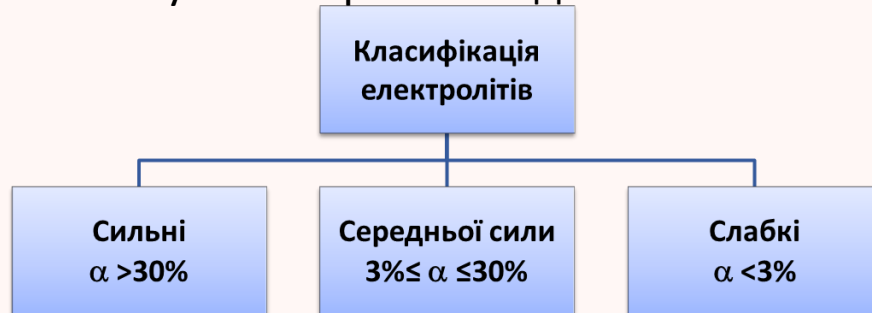 Класифікація
електролітів
Сильні
α >30%
Середньої сили
3%≤ α ≤30%
Слабкі
α <3%